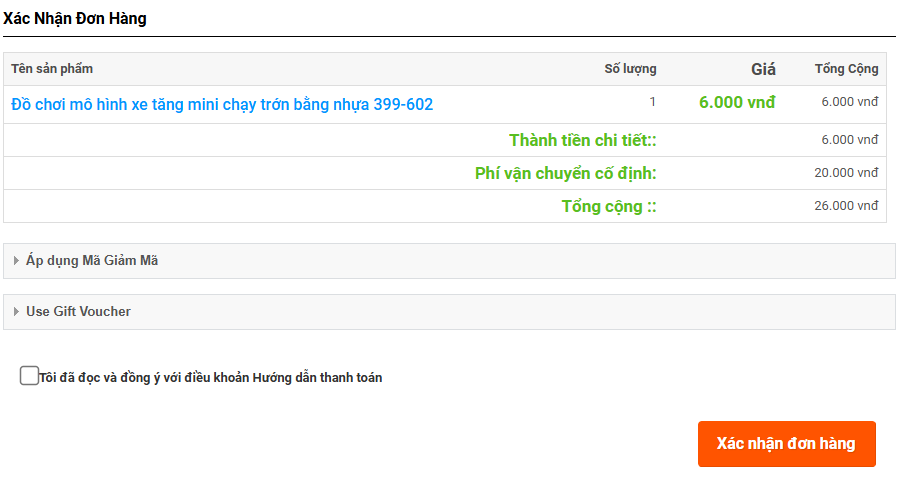 Xác Nhận Đơn Hàng
Tên sản phẩm Số lượng Giá Tổng Cộng
Đồ chơi mô hình xe tăng mini chạy trớn bằng nhựa 399-602 1 6.000 vnđ 6.000 vnđ
Thành tiền chi tiết:: 6.000 vnđ
Phí vận chuyển cố định: 20.000 vnđ
Tổng cộng :: 26.000 vnđ
Áp dụng Mã Giảm Mã
Use Gift Voucher
Tôi đã đọc và đồng ý với điều khoản Hướng dẫn thanh toán
Xác nhận đơn hàng